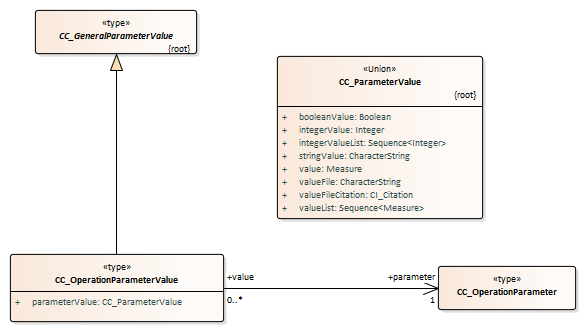 «type»
CC_GeneralParameterValue
{root}
«Union»
CC_ParameterValue
{root}
+ booleanValue: Boolean
+ integerValue: Integer
+ integerValueList: Sequence<Integer>
+ stringValue: CharacterString
+ value: Measure
+ valueFile: CharacterString
+ valueFileCitation: CI_Citation
+ valueList: Sequence<Measure>
«type»
CC_OperationParameterValue
+ parameterValue: CC_ParameterValue
+value
0..*
+parameter
1
«type»
CC_OperationParameter